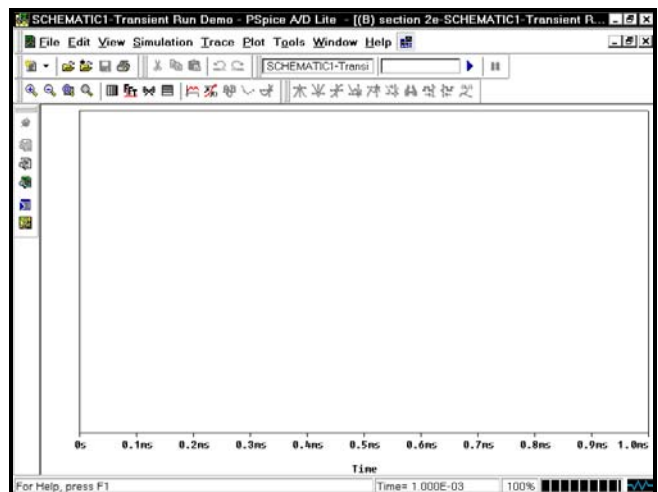 SCHEMATIC1-Transient Run Demo - PSpice A/D Lite - [(B) section 2e-SCHEMATIC1-Transient R...
File Edit View Simulation Trace Plot Tools Window Help
SCHEMATIC1-Transi
0s 0.1ms 0.2ms 0.3ms 0.4ms 0.5ms 0.6ms 0.7ms 0.8ms 0.9ms 1.0ms
Time
For Help, press F1 Time= 1.000E-03 100%